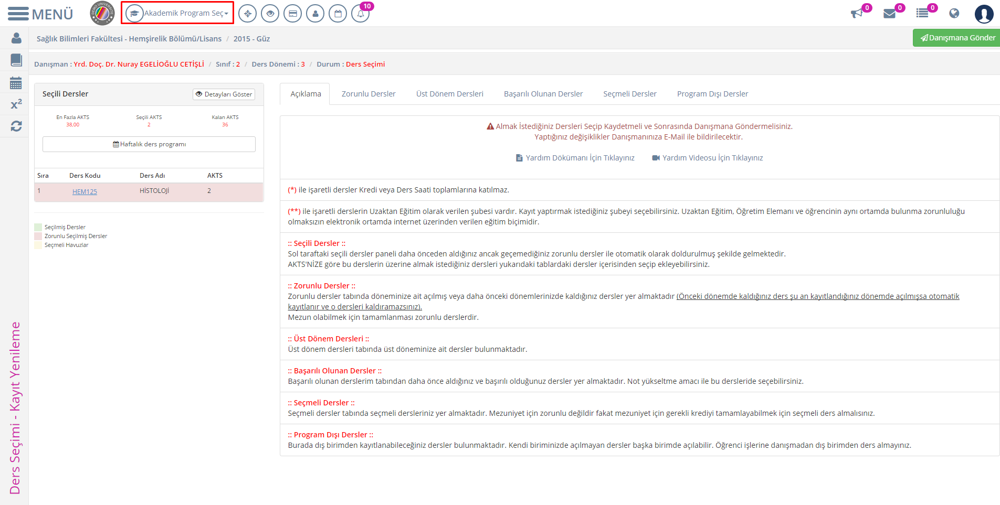 MENÜ
DEMO ÜNİVERSİTE
Akademik Program Seç
10
0
0
0
Sağlık Bilimleri Fakültesi - Hemşirelik Bölümü/Lisans / 2015 - Güz
Danışmana Gönder
Danışman : Yrd. Doç. Dr. Nuray EGELİOĞLU CETİŞLİ / Sınıf : 2 / Ders Dönemi : 3 / Durum : Ders Seçimi
x²
Seçili Dersler
Detayları Göster
En Fazla AKTS Seçili AKTS Kalan AKTS
38,00 2 36
Haftalık ders programı
Sıra Ders Kodu Ders Adı AKTS
1 HEM125 HİSTOLOJİ 2
Seçilmiş Dersler
Zorunlu Seçilmiş Dersler
Seçmeli Havuzlar
Ders Seçimi - Kayıt Yenileme
Açıklama Zorunlu Dersler Üst Dönem Dersleri Başarılı Olunan Dersler Seçmeli Dersler Program Dışı Dersler
Almak İstediğiniz Dersleri Seçip Kaydetmeli ve Sonrasında Danışmana Göndermelisiniz.
Yaptığınız değişiklikler Danışmanınıza E-Mail ile bildirilecektir.
Yardım Dökümanı İçin Tıklayınız Yardım Videosu İçin Tıklayınız
(*) ile işaretli dersler Kredi veya Ders Saati toplamlarına katılmaz.
(**) ile işaretli derslerin Uzaktan Eğitim olarak verilen şubesi vardır. Kayıt yaptırmak istediğiniz şubeyi seçebilirsiniz. Uzaktan Eğitim, Öğretim Elemanı ve öğrencinin aynı ortamda bulunma zorunluluğu
olmaksızın elektronik ortamda internet üzerinden verilen eğitim biçimidir.
:: Seçili Dersler ::
Sol taraftaki seçili dersler paneli daha önceden aldığınız ancak geçemediğiniz zorunlu dersler ile otomatik olarak doldurulmuş şekilde gelmektedir.
AKTS'NİZE göre bu derslerin üzerine almak istediğiniz dersleri yukarıdaki tablardaki dersler içerisinden seçip ekleyebilirsiniz.
:: Zorunlu Dersler ::
Zorunlu dersler tabında döneminize ait açılmış veya daha önceki dönemlerinizde kaldığınız dersler yer almaktadır (Önceki dönemde kaldığınız ders şu an kayıtlandığınız dönemde açılmışsa otomatik
kayıtlanır ve o dersleri kaldıramazsınız).
Mezun olabilmek için tamamlanması zorunlu derslerdir.
:: Üst Dönem Dersleri ::
Üst dönem dersleri tabında üst döneminize ait dersler bulunmaktadır.
:: Başarılı Olunan Dersler ::
Başarılı olunan derslerim tabından daha önce aldığınız ve başırılı olduğunuz dersler yer almaktadır. Not yükseltme amacı ile bu dersleride seçebilirsiniz.
:: Seçmeli Dersler ::
Seçmeli dersler tabında seçmeli dersleriniz yer almaktadır. Mezuniyet için zorunlu değildir fakat mezuniyet için gerekli krediyi tamamlayabilmek için seçmeli ders almalısınız.
:: Program Dışı Dersler ::
Burada dış birimden kayıtlanabileceğiniz dersler bulunmaktadır. Kendi biriminizde açılmayan dersler başka birimde açılabilir. Öğrenci işlerine danışmadan dış birimden ders almayınız.